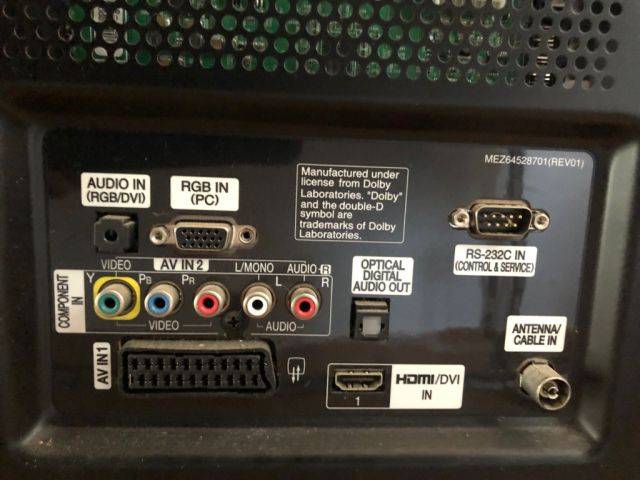 MEZ64528701(REV01)
Manufactured under
license from Dolby
Laboratories. "Dolby"
and the double-D
symbol are
trademarks of Dolby
Laboratories.
AUDIO IN
(RGB/DVI)
RGB IN
(PC)
RS-232C IN
(CONTROL & SERVICE)
VIDEO
AV IN 2
L/MONO
AUDIO
R
Y
PB
PR
L
R
COMPONENT
IN
VIDEO
AUDIO
OPTICAL
DIGITAL
AUDIO OUT
ANTENNA/
CABLE IN
AV IN 1
1
HDMI/DVI
IN